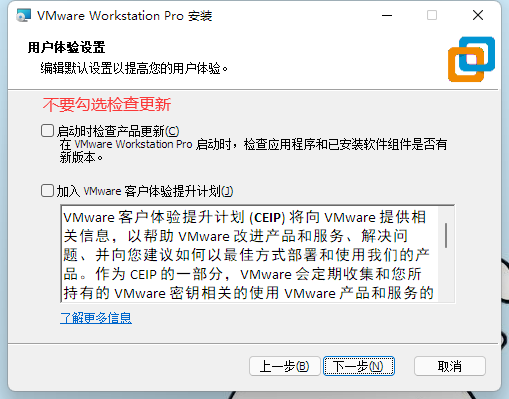 VMware Workstation Pro 安装
用户体验设置
编辑默认设置以提高您的用户体验。
不要勾选检查更新
启动时检查产品更新(C)
在 VMware Workstation Pro 启动时，检查应用程序和已安装软件组件是否有
新版本。
加入 VMware 客户体验提升计划(J)
VMware 客户体验提升计划 (CEIP) 将向 VMware 提供相
关信息，以帮助 VMware 改进产品和服务、解决问
题、并向您建议如何以最佳方式部署和使用我们的产
品。作为 CEIP 的一部分，VMware 会定期收集和您所
持有的 VMware 密钥相关的使用 VMware 产品和服务的
了解更多信息
上一步(B) 下一步(N) 取消